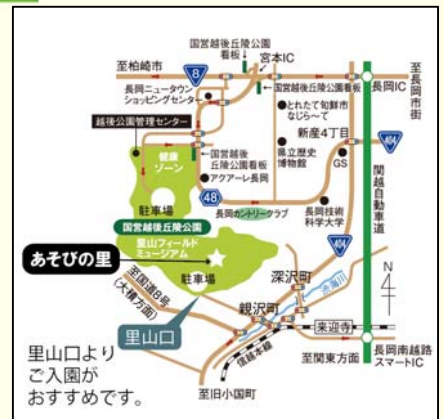 国営越後丘陵公園
看板
宮本IC
至柏崎市
8
国営越後丘陵公園看板
長岡IC
至長岡市街
長岡ニュータウン
ショッピングセンター
とれたて旬鮮市
なじら〜て
越後公園管理センター
新産4丁目
404
健康
ゾーン
国営越後
丘陵公園看板
県立歴史
博物館
GS
関越自動車道
アクアーレ長岡
48
駐車場
長岡カントリークラブ
長岡技術
科学大学
国営越後丘陵公園
里山フィールド
ミュージアム
404
あそびの里
駐車場
深沢町
N
至国道8号
(大積方面)
親沢町
渋海川
里山口
来迎寺
信越本線
至関東方面
長岡南越路
スマートIC
里山口より
ご入園が
おすすめです。
至旧小国町